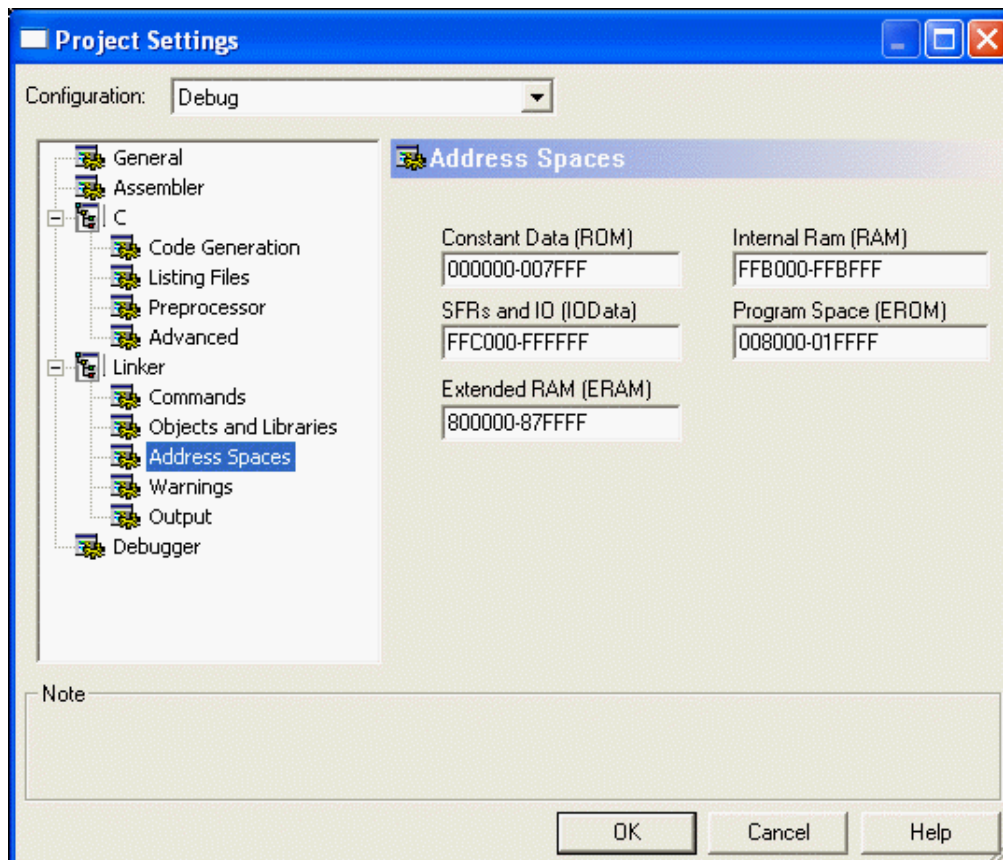 Project Settings
Configuration: Debug
General
Assembler
C
Code Generation
Listing Files
Preprocessor
Advanced
Linker
Commands
Objects and Libraries
Address Spaces
Warnings
Output
Debugger
Address Spaces
Constant Data (ROM)
000000-007FFF
Internal Ram (RAM)
FFB000-FFBFFF
SFRs and IO (IOData)
FFC000-FFFFFF
Program Space (EROM)
008000-01FFFF
Extended RAM (ERAM)
800000-87FFFF
Note
OK Cancel Help